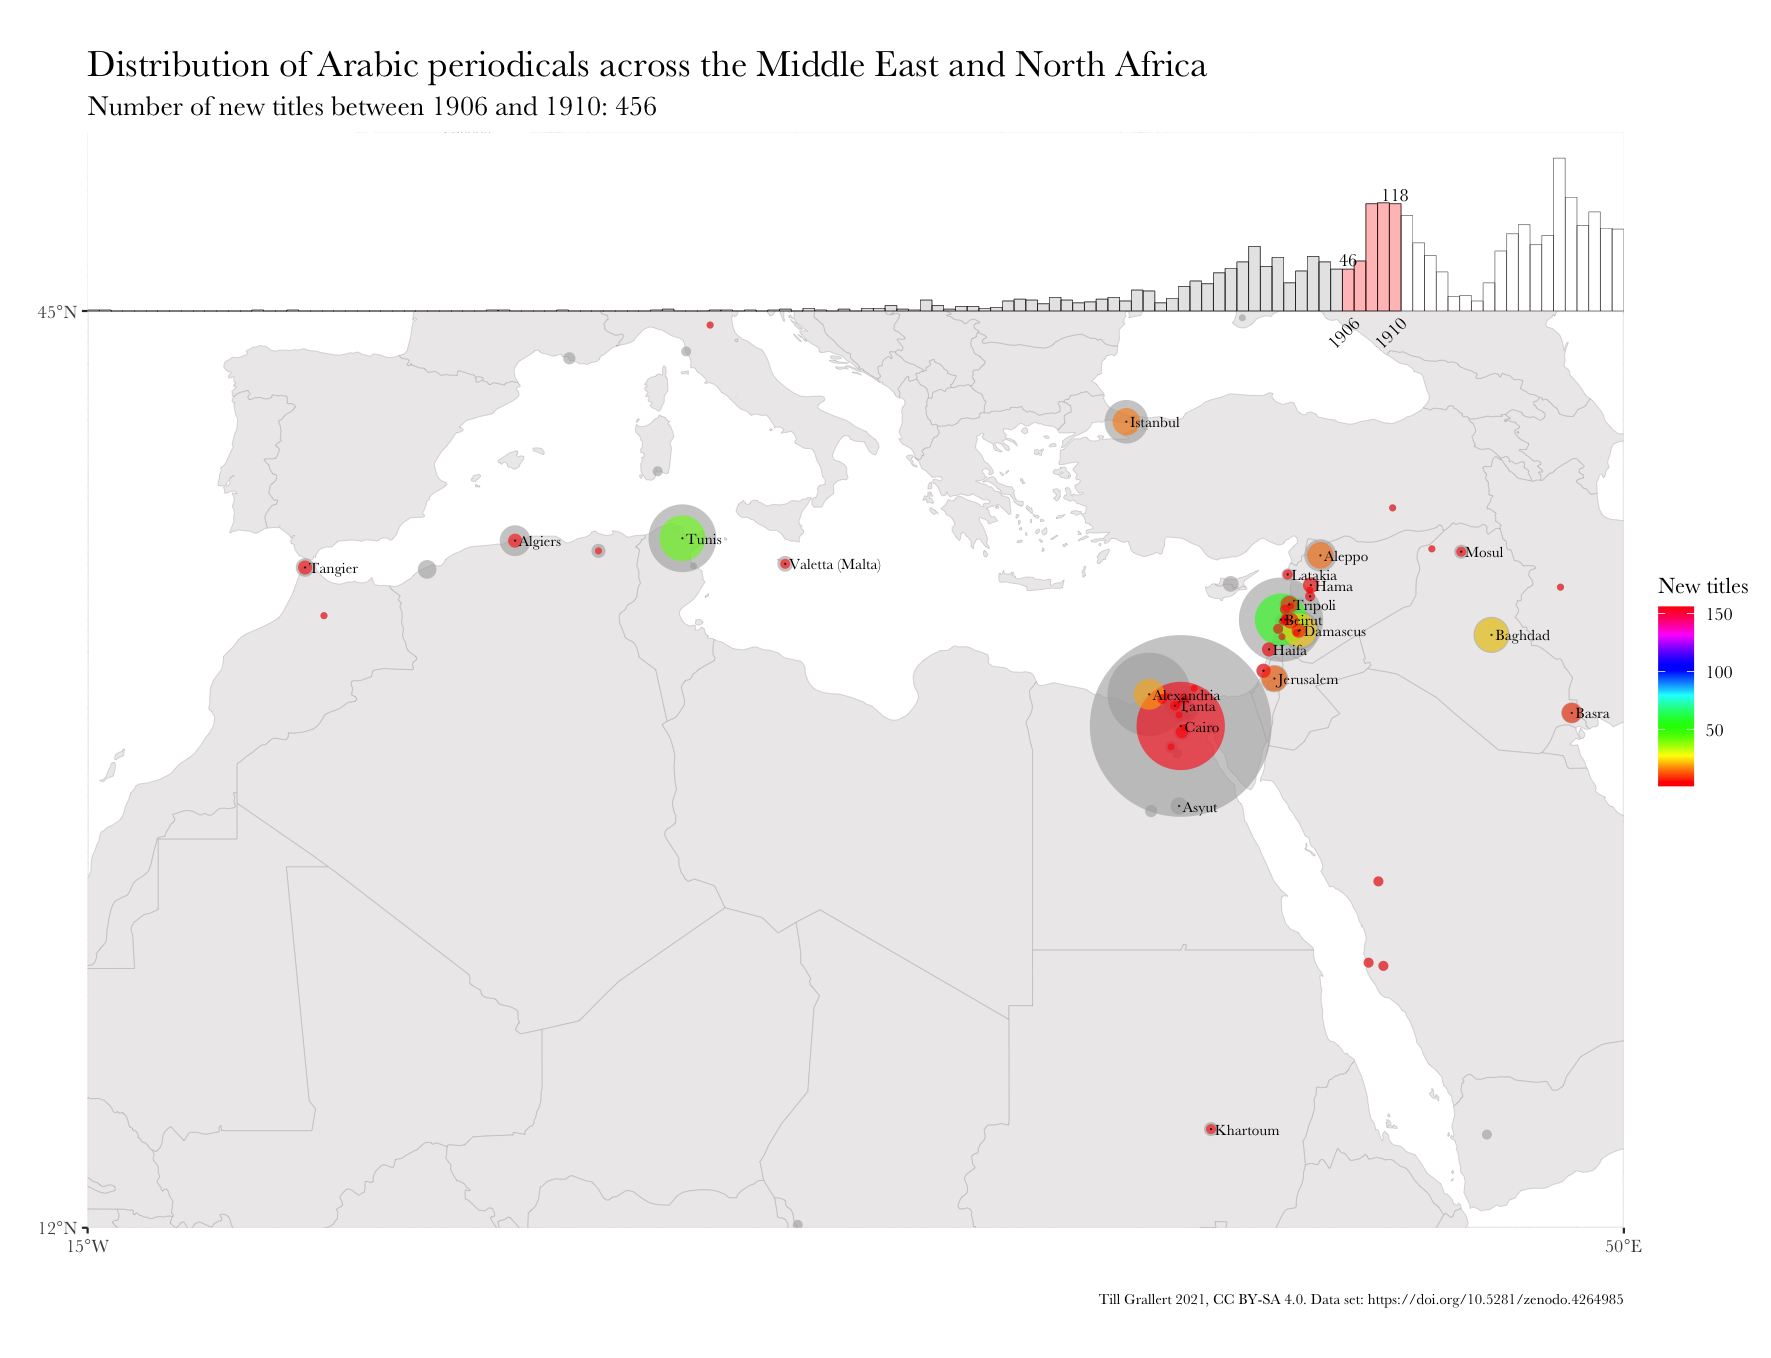 Distribution of Arabic periodicals across the Middle East and North Africa
Number of new titles between 1906 and 1910: 456
118
46
45°N
1906
1910
Istanbul
Algiers
Tunis
Mosul
Aleppo
Valetta (Malta)
Tangier
Latakia
Hama
New titles
Tripoli
150
Beirut
Damascus
Baghdad
Haifa
100
Jerusalem
Alexandria
Tanta
Basra
Cairo
50
Asyut
Khartoum
12°N
15°W
50°E
Till Grallert 2021, CC BY-SA 4.0. Data set: https://doi.org/10.5281/zenodo.4264985